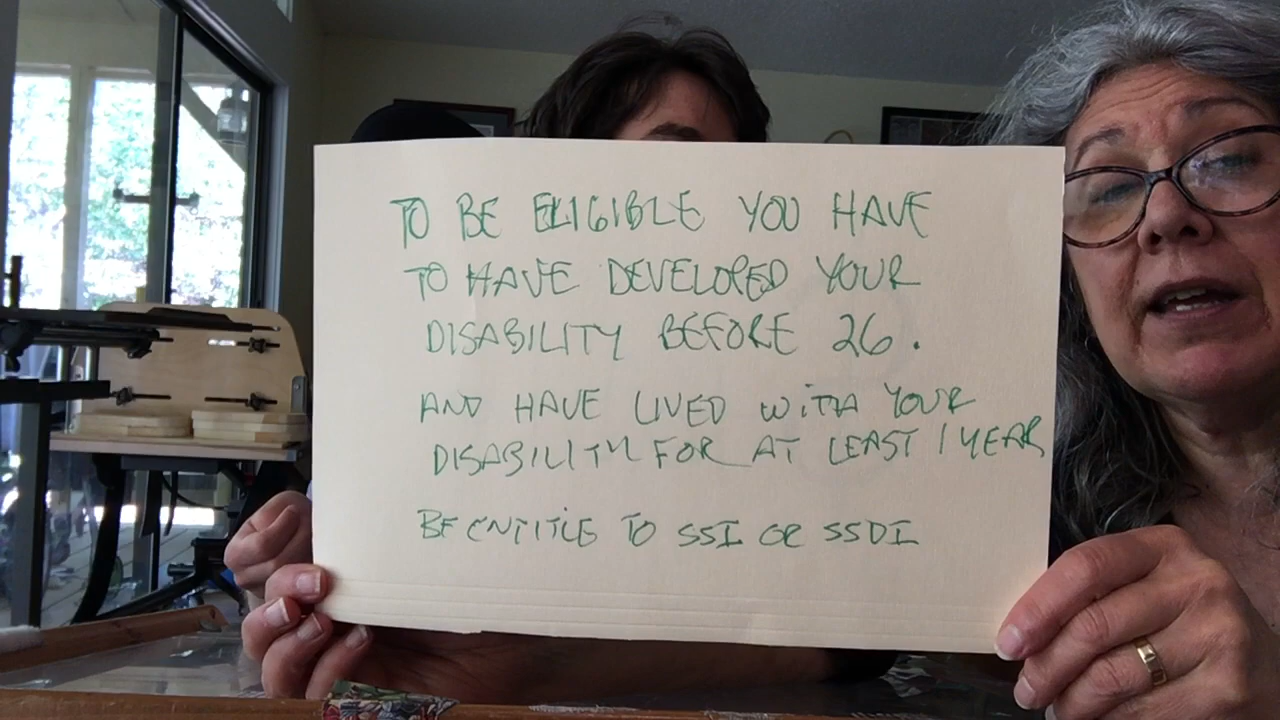 TO BE ELIGIBLE YOU HAVE
TO HAVE DEVELOPED YOUR
DISABILITY BEFORE 26.
AND HAVE LIVED WITH YOUR
DISABILITY FOR AT LEAST 1 YEAR
BE ENTITLE TO SSI OR SSDI